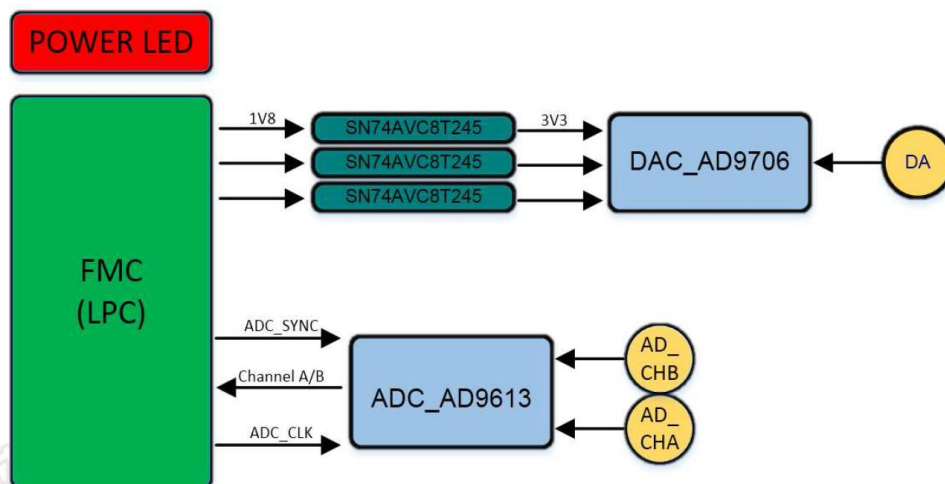 POWER LED
1V8
SN74AVC8T245
3V3
SN74AVC8T245
SN74AVC8T245
DAC_AD9706
DA
FMC
(LPC)
ADC_SYNC
Channel A/B
ADC_CLK
ADC_AD9613
AD_
CHB
AD_
CHA